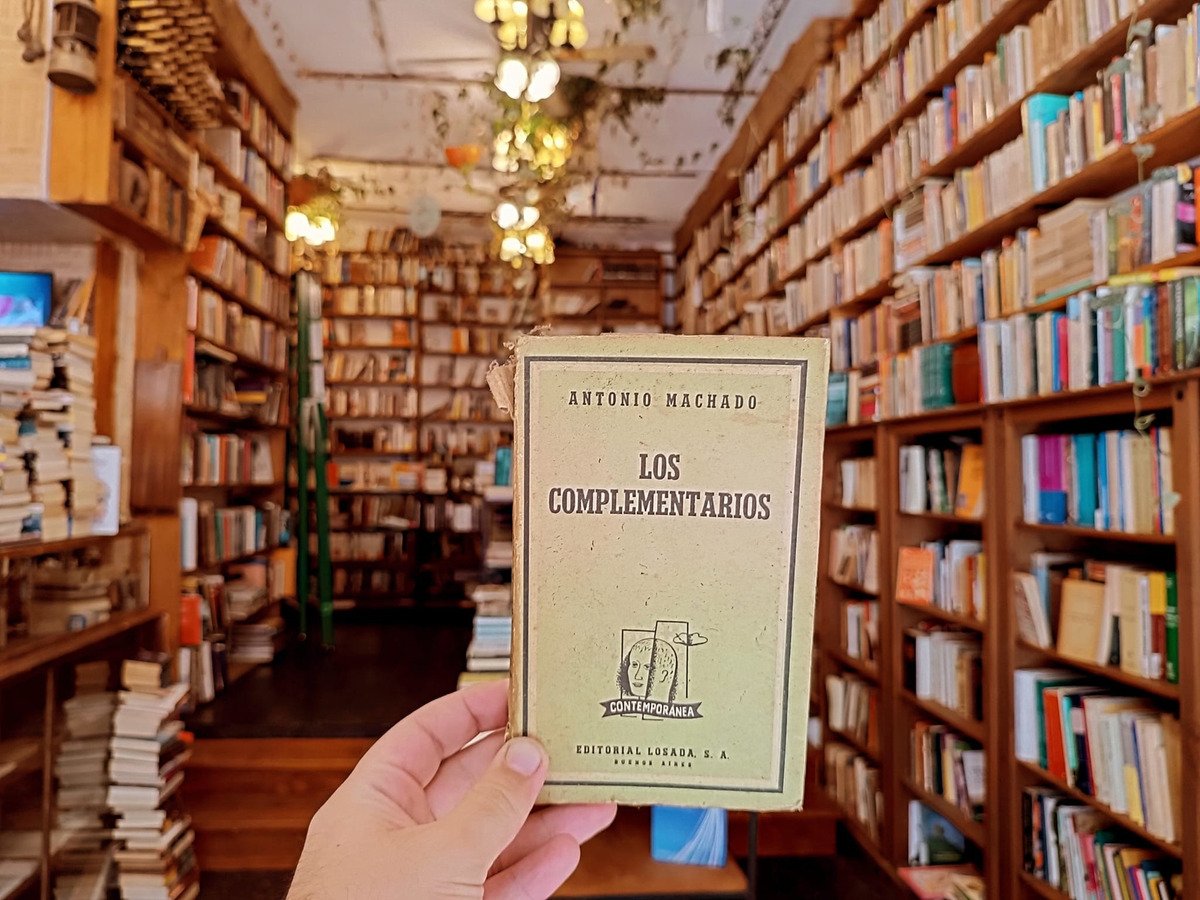 ANTONIO MACHADO
LOS
COMPLEMENTARIOS
CONTEMPORÁNEA
EDITORIAL LOSADA, S. A.
BUENOS AIRES